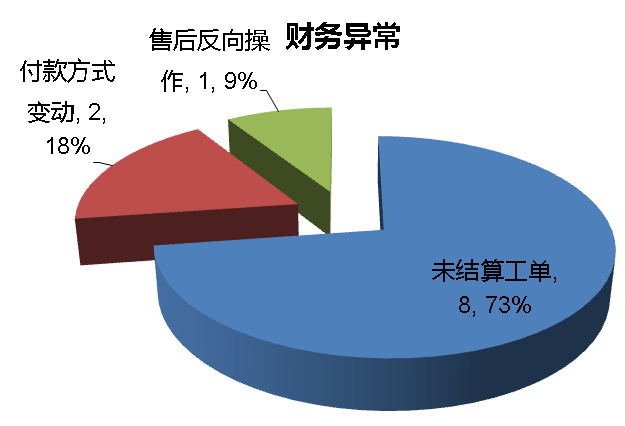 财务异常
售后反向操
作, 1, 9%
付款方式
变动, 2,
18%
未结算工单,
8, 73%